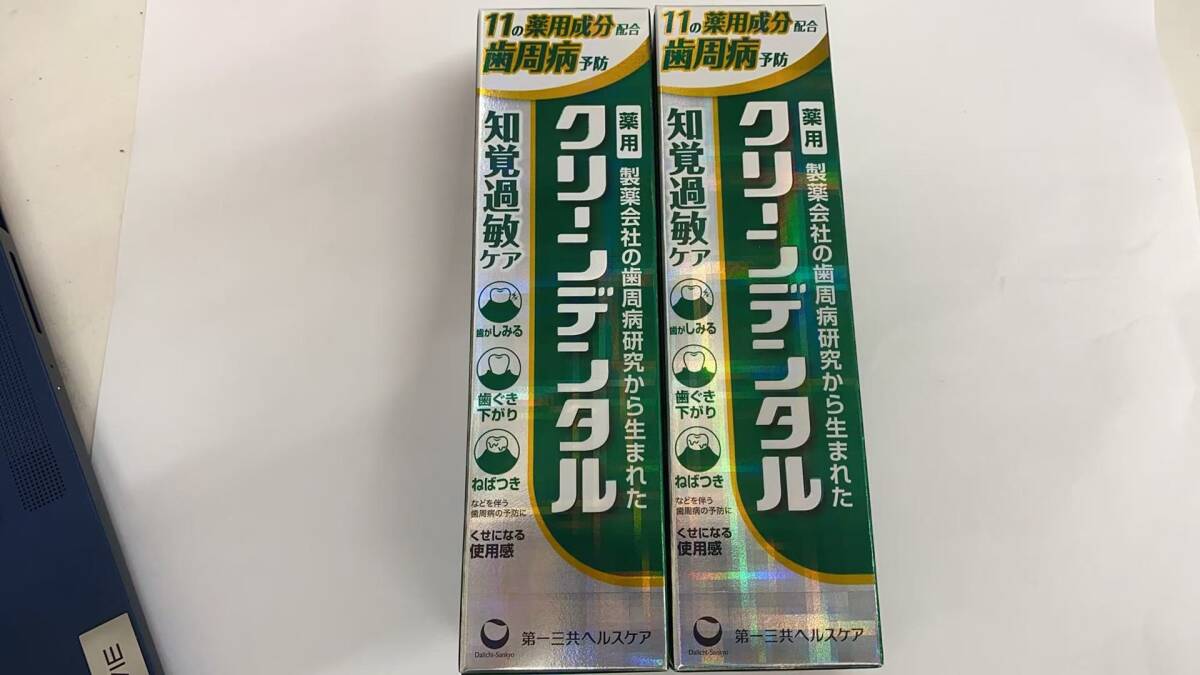 11の薬用成分配合
歯周病予防
薬用
クリーンデンタル
製薬会社の歯周病研究から生まれた
知覚過敏ケア
歯がしみる
歯ぐき
下がり
ねばつき
などを伴う
歯周病の予防に
くせになる
使用感
Daiichi-Sankyo
第一三共ヘルスケア
11の薬用成分配合
歯周病予防
薬用
クリーンデンタル
製薬会社の歯周病研究から生まれた
知覚過敏ケア
歯がしみる
歯ぐき
下がり
ねばつき
などを伴う
歯周病の予防に
くせになる
使用感
Daiichi-Sankyo
第一三共ヘルスケア